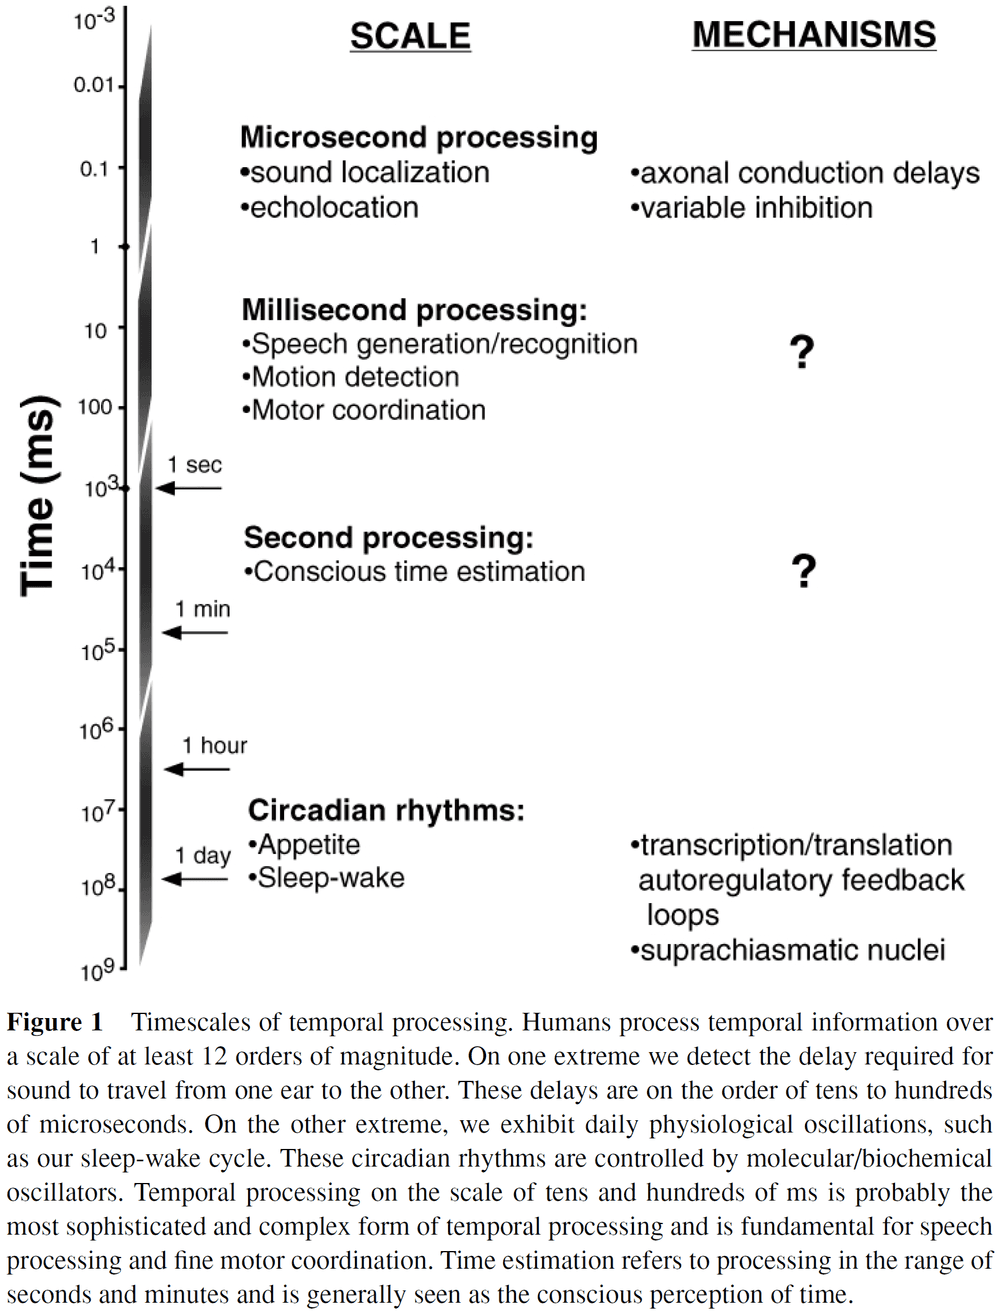 SCALE
MECHANISMS
Time (ms)
10-3
0.01
0.1
1
10
100
103
104
105
106
107
108
109
1 sec
1 min
1 hour
1 day
Microsecond processing
•sound localization
•echolocation
•axonal conduction delays
•variable inhibition
Millisecond processing:
•Speech generation/recognition
•Motion detection
•Motor coordination
?
Second processing:
•Conscious time estimation
?
Circadian rhythms:
•Appetite
•Sleep-wake
•transcription/translation
autoregulatory feedback
loops
•suprachiasmatic nuclei
Figure 1 Timescales of temporal processing. Humans process temporal information over
a scale of at least 12 orders of magnitude. On one extreme we detect the delay required for
sound to travel from one ear to the other. These delays are on the order of tens to hundreds
of microseconds. On the other extreme, we exhibit daily physiological oscillations, such
as our sleep-wake cycle. These circadian rhythms are controlled by molecular/biochemical
oscillators. Temporal processing on the scale of tens and hundreds of ms is probably the
most sophisticated and complex form of temporal processing and is fundamental for speech
processing and fine motor coordination. Time estimation refers to processing in the range of
seconds and minutes and is generally seen as the conscious perception of time.